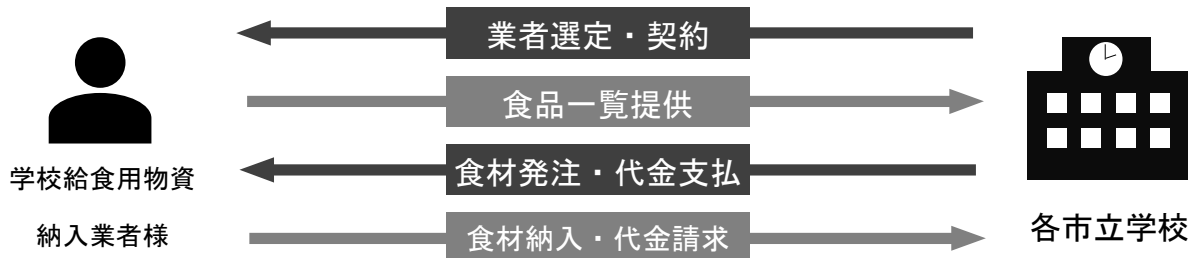 業者選定・契約
食品一覧提供
食材発注・代金支払
食材納入・代金請求
学校給食用物資
納入業者様
各市立学校